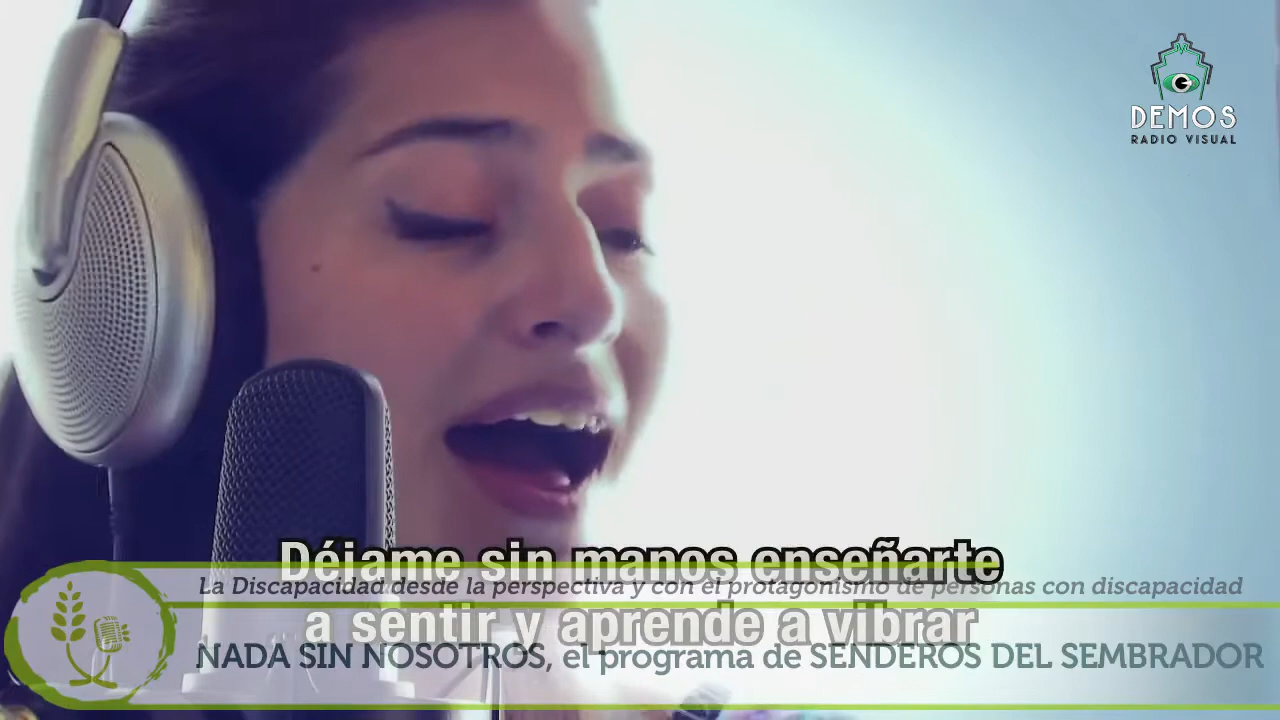 DEMOS
RADIO VISUAL
Déjame sin manos enseñarte
La Discapacidad desde la perspectiva y con el protagonismo de personas con discapacidad
a sentir y aprende a vibrar
NADA SIN NOSOTROS, el programa de SENDEROS DEL SEMBRADOR